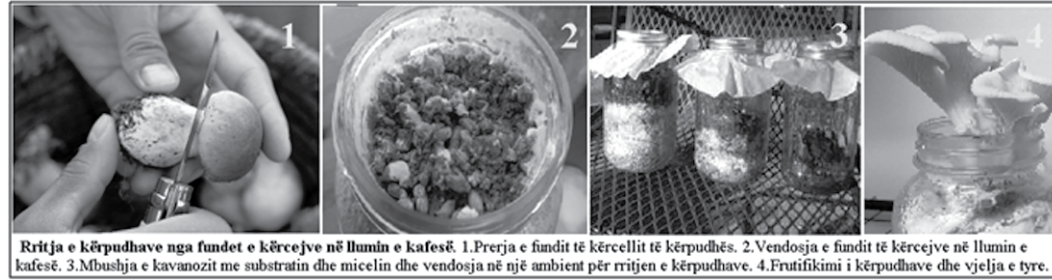 1
2
3
4
Rritja e kërpudhave nga fundet e kërcejve në llumin e kafesë. 1.Prerja e fundit të kërcellit të kërpudhës. 2.Vendosja e fundit të kërcejve në llumin e
kafesë. 3.Mbushja e kavanozit me substratin dhe micelin dhe vendosja në një ambient për rritjen e kërpudhave. 4.Frutifikimi i kërpudhave dhe vjelja e tyre.